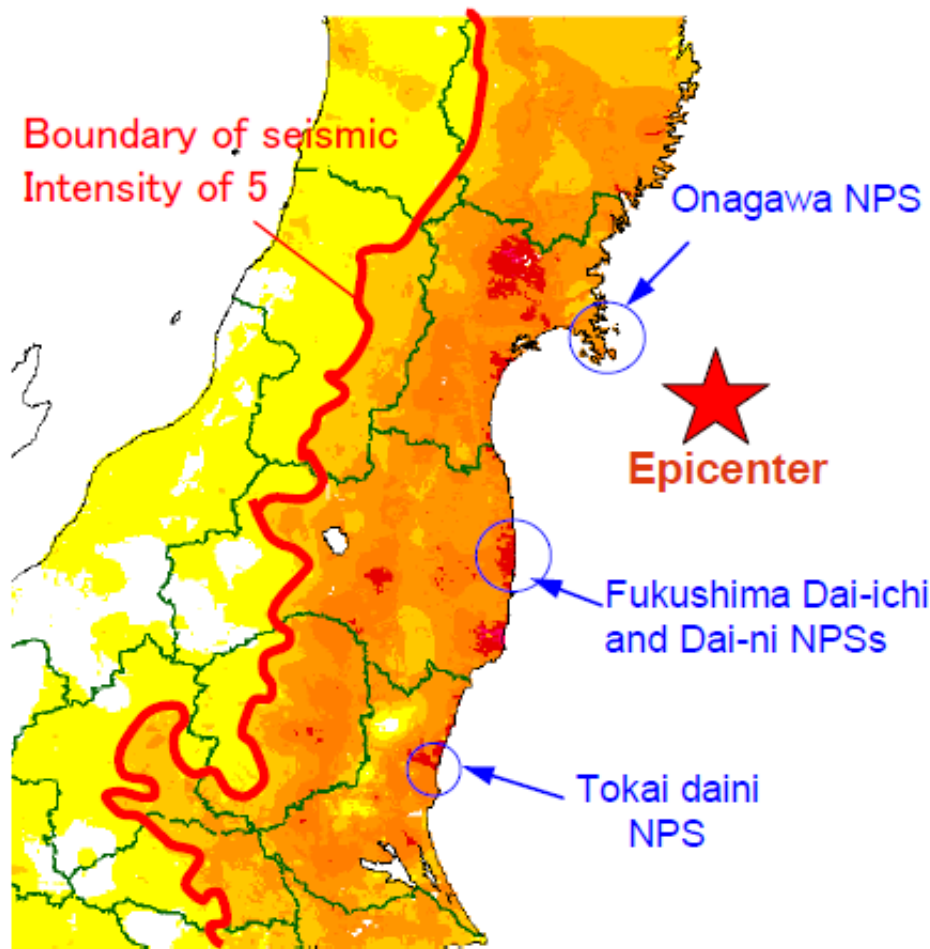 Boundary of seismic
Intensity of 5
Onagawa NPS
Epicenter
Fukushima Dai-ichi
and Dai-ni NPSs
Tokai daini
NPS